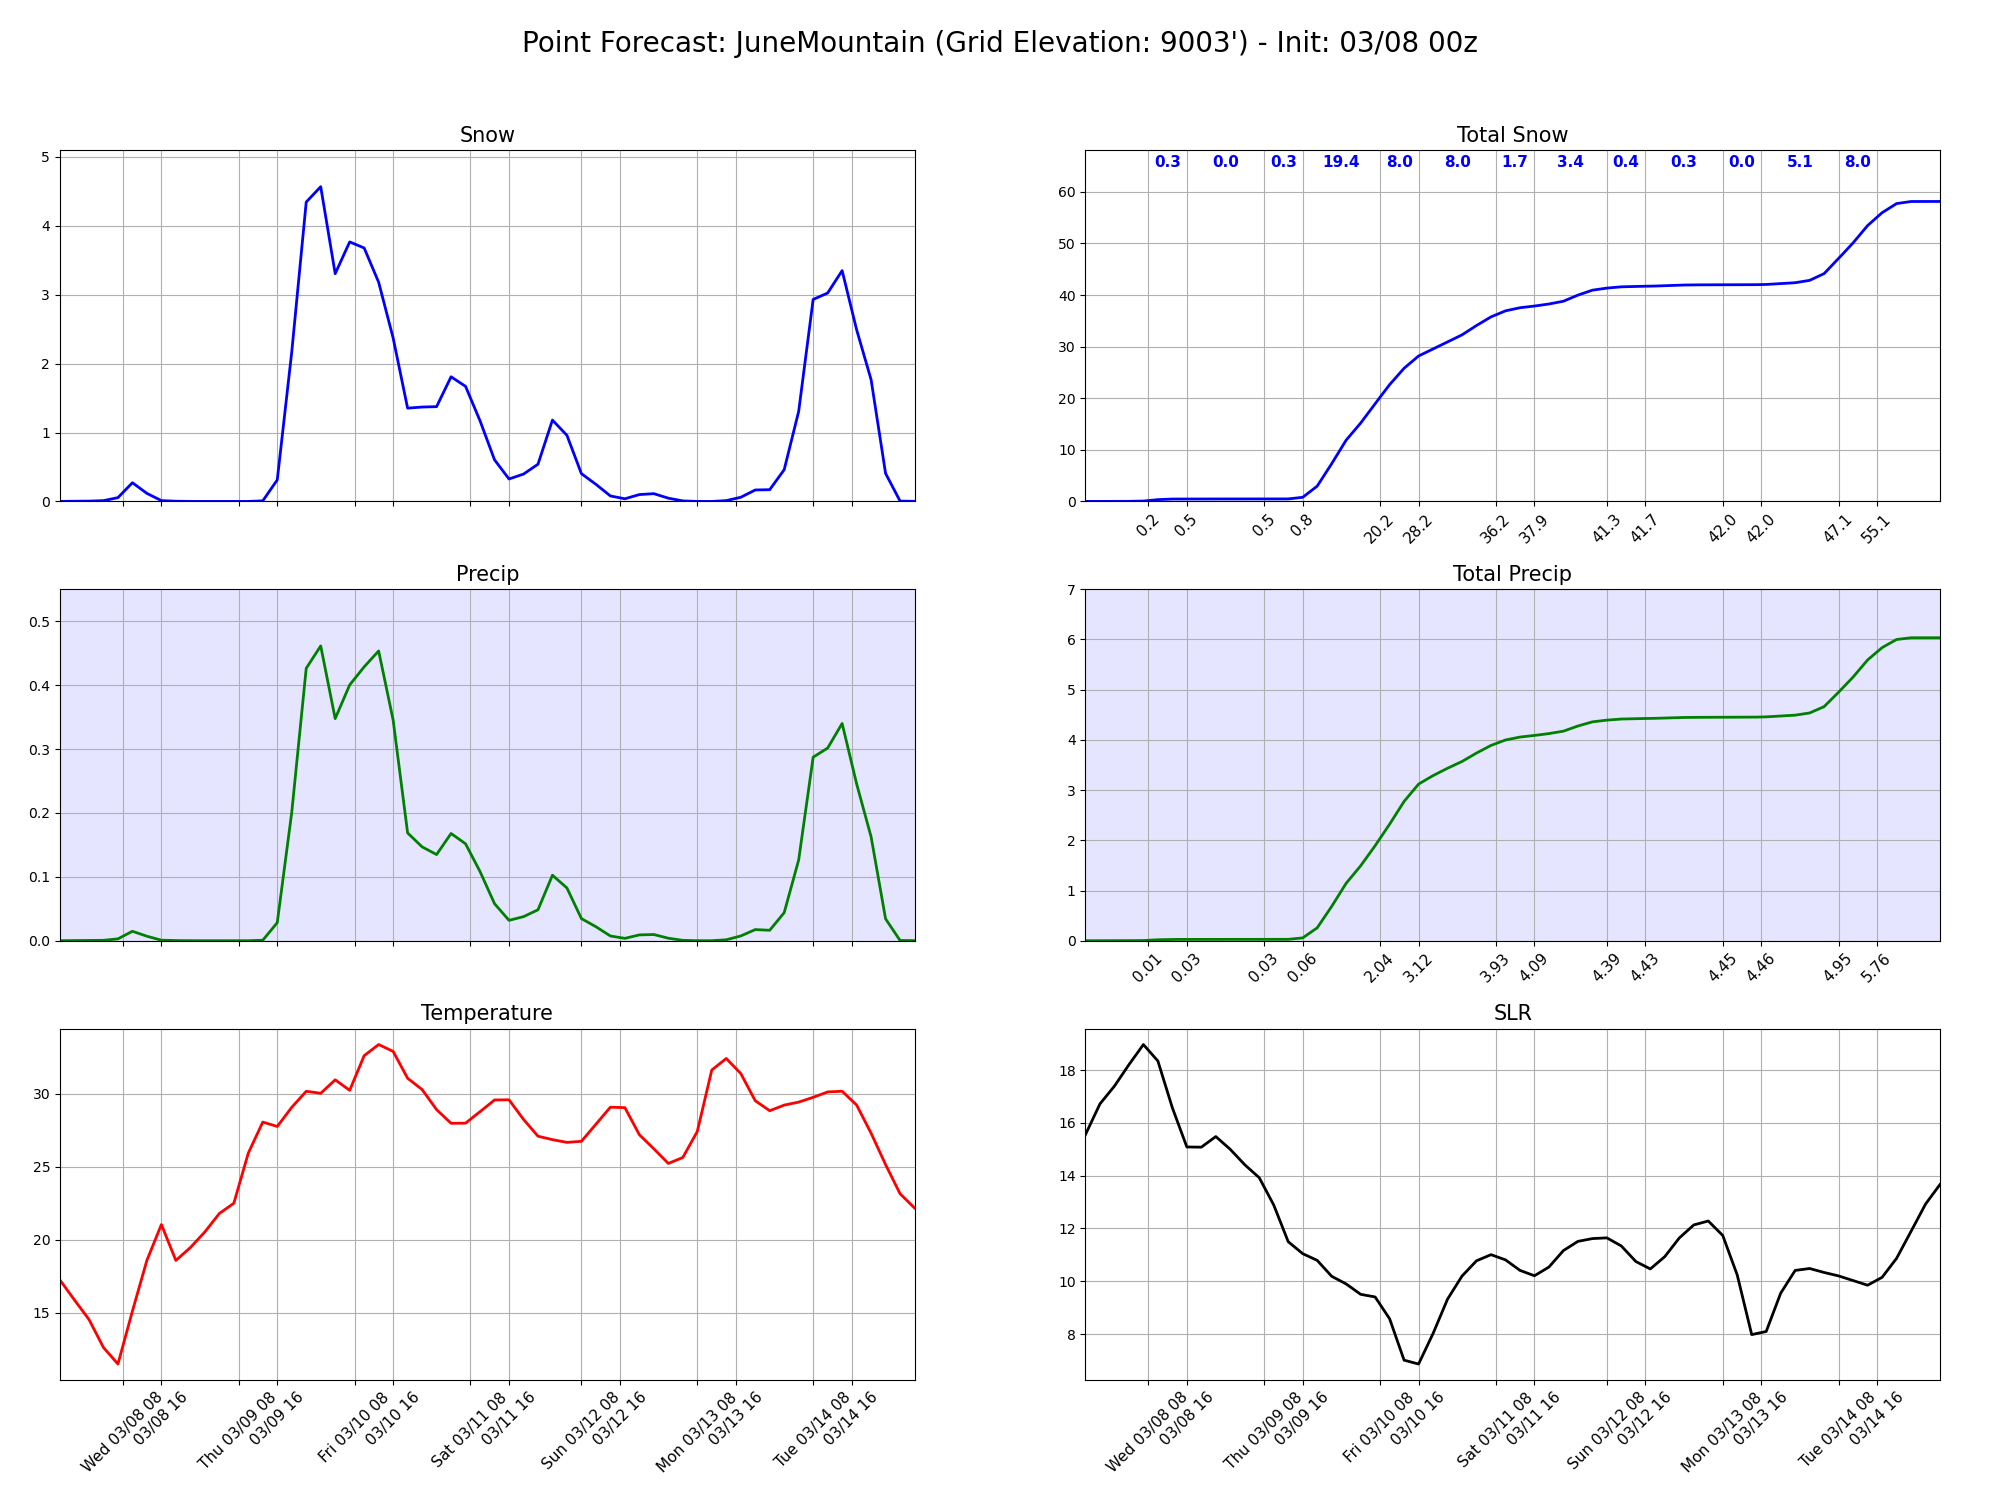 Point Forecast: JuneMountain (Grid Elevation: 9003') - Init: 03/08 00z
Snow
5
4
3
2
1
0
Total Snow
0.3 0.0 0.3 19.4 8.0 8.0 1.7 3.4 0.4 0.3 0.0 5.1 8.0
60
50
40
30
20
10
0
0.2 0.5 0.5 0.8 20.2 28.2 36.2 37.9 41.3 41.7 42.0 42.0 47.1 55.1
Precip
0.5
0.4
0.3
0.2
0.1
0.0
Total Precip
7
6
5
4
3
2
1
0
0.01 0.03 0.03 0.06 2.04 3.12 3.93 4.09 4.39 4.43 4.45 4.46 4.95 5.76
Temperature
30
25
20
15
Wed 03/08 08
03/08 16
Thu 03/09 08
03/09 16
Fri 03/10 08
03/10 16
Sat 03/11 08
03/11 16
Sun 03/12 08
03/12 16
Mon 03/13 08
03/13 16
Tue 03/14 08
03/14 16
SLR
18
16
14
12
10
8
Wed 03/08 08
03/08 16
Thu 03/09 08
03/09 16
Fri 03/10 08
03/10 16
Sat 03/11 08
03/11 16
Sun 03/12 08
03/12 16
Mon 03/13 08
03/13 16
Tue 03/14 08
03/14 16